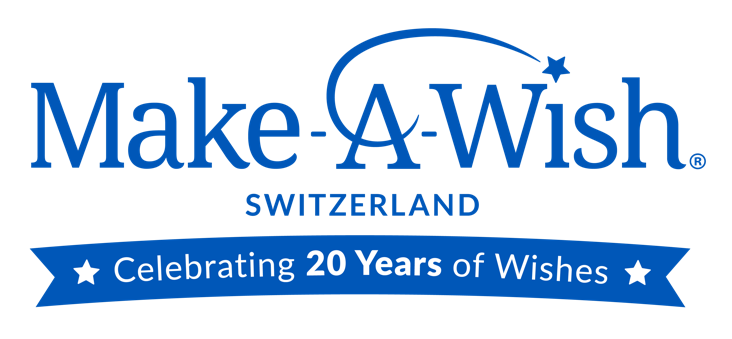 Make-A-Wish®
SWITZERLAND
Celebrating 20 Years of Wishes